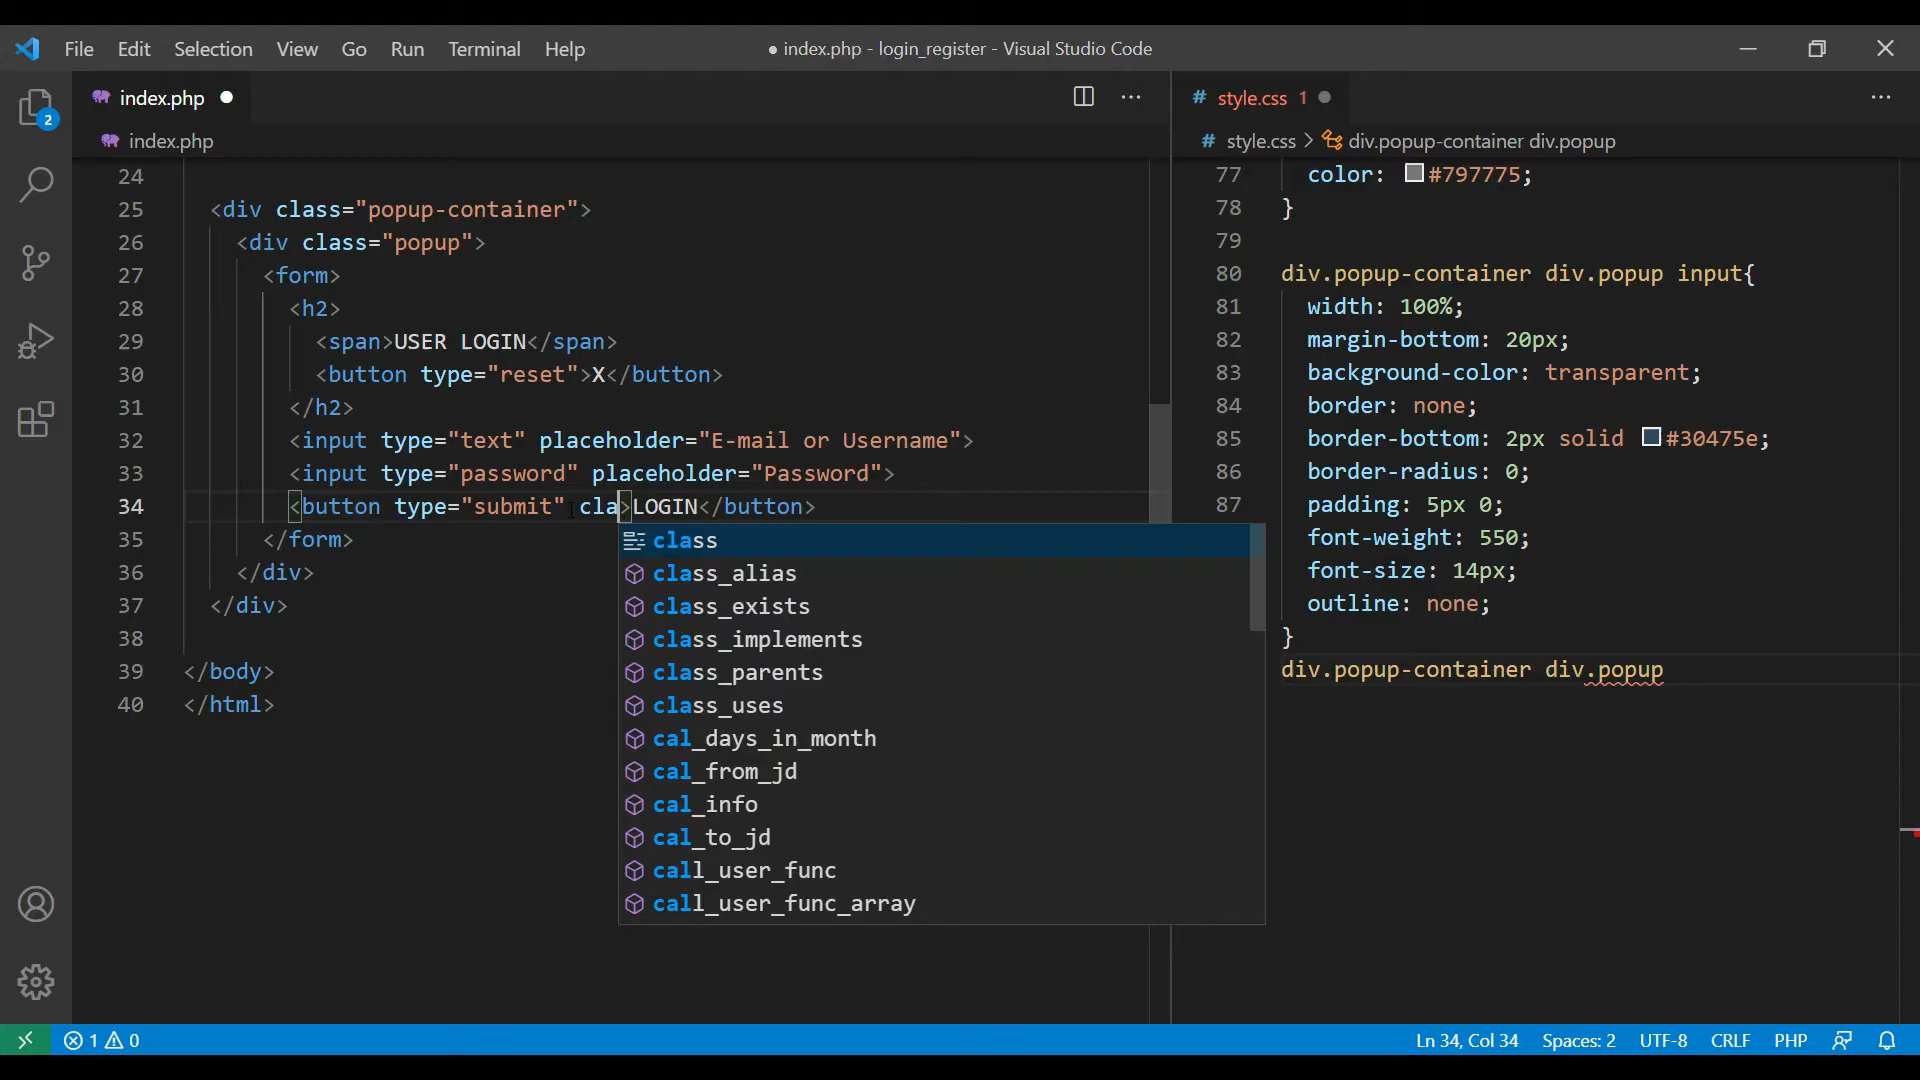 File Edit Selection View Go Run Terminal Help
● index.php - login_register - Visual Studio Code
index.php
# style.css 1
index.php
# style.css > div.popup-container div.popup
2
24
25 <div class="popup-container">
26 <div class="popup">
27 <form>
28 <h2>
29 <span>USER LOGIN</span>
30 <button type="reset">X</button>
31 </h2>
32 <input type="text" placeholder="E-mail or Username">
33 <input type="password" placeholder="Password">
34 <button type="submit" cla>LOGIN</button>
35 </form>
36 </div>
37 </div>
38
39 </body>
40 </html>
class
class_alias
class_exists
class_implements
class_parents
class_uses
cal_days_in_month
cal_from_jd
cal_info
cal_to_jd
call_user_func
call_user_func_array
77 color: #797775;
78 }
79
80 div.popup-container div.popup input{
81 width: 100%;
82 margin-bottom: 20px;
83 background-color: transparent;
84 border: none;
85 border-bottom: 2px solid #30475e;
86 border-radius: 0;
87 padding: 5px 0;
font-weight: 550;
font-size: 14px;
outline: none;
}
div.popup-container div.popup
1 0
Ln 34, Col 34 Spaces: 2 UTF-8 CRLF PHP